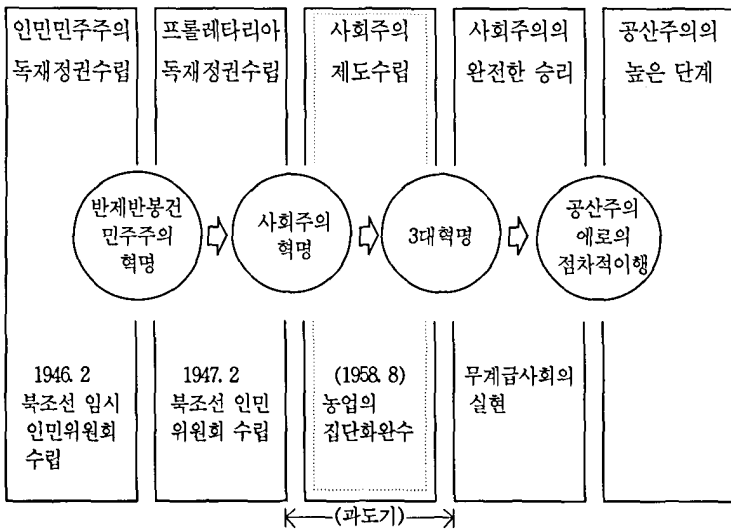 인민민주주의
독재정권수립
프롤레타리아
독재정권수립
사회주의
제도수립
사회주의의
완전한 승리
공산주의의
높은 단계
반제반봉건
민주주의
혁명
사회주의
혁명
3대혁명
공산주의
에로의
점차적이행
1946. 2
북조선 임시
인민위원회
수립
1947. 2
북조선 인민
위원회 수립
(1958. 8)
농업의
집단화완수
무계급사회의
실현
(과도기)